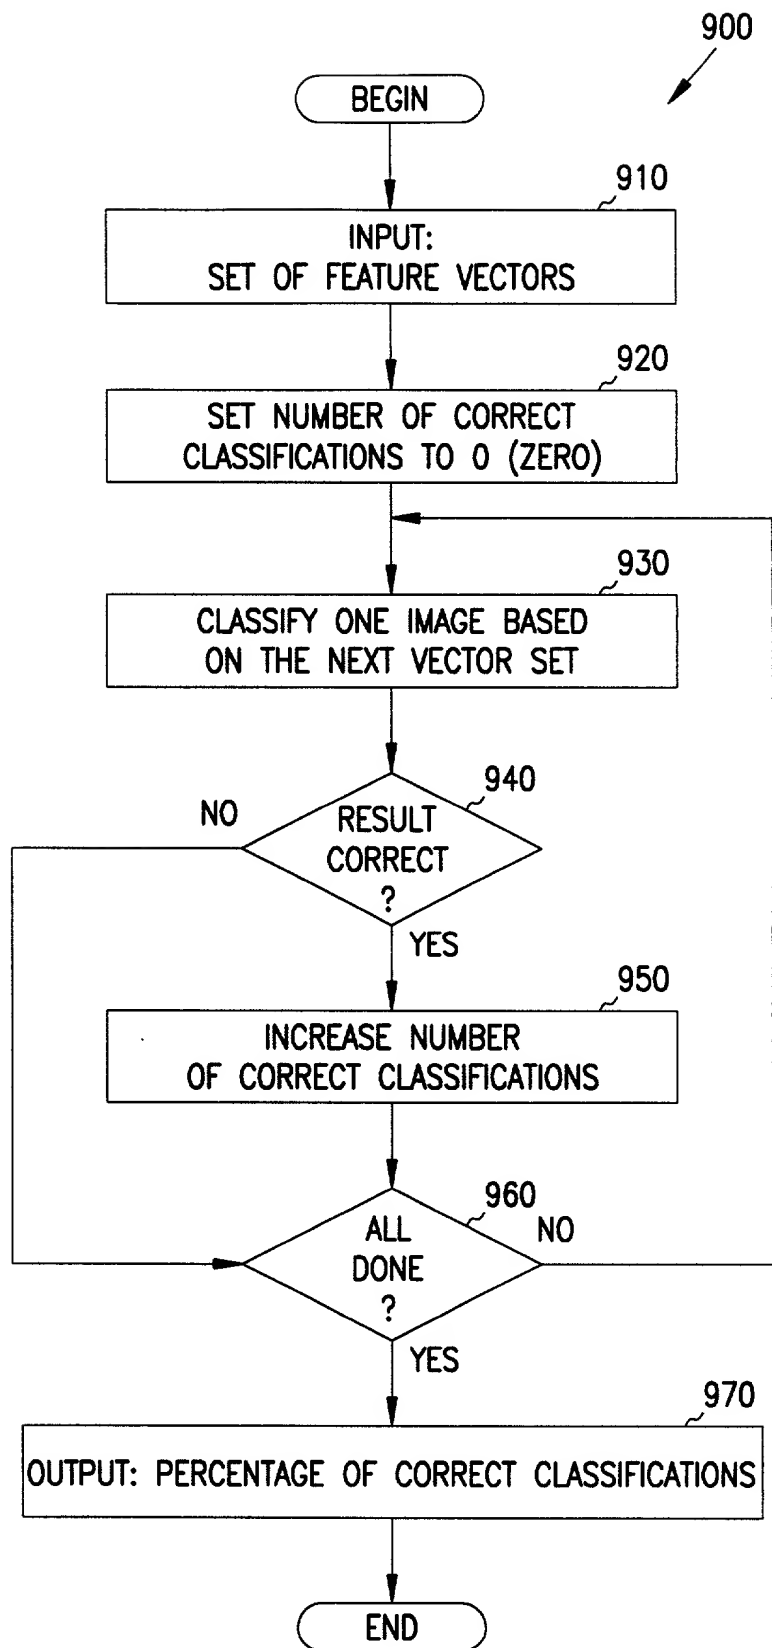 900
BEGIN
910
INPUT:
SET OF FEATURE VECTORS
920
SET NUMBER OF CORRECT
CLASSIFICATIONS TO 0 (ZERO)
930
CLASSIFY ONE IMAGE BASED
ON THE NEXT VECTOR SET
940
NO
RESULT
CORRECT
?
YES
950
INCREASE NUMBER
OF CORRECT CLASSIFICATIONS
960
ALL
NO
DONE
?
YES
970
OUTPUT: PERCENTAGE OF CORRECT CLASSIFICATIONS
END